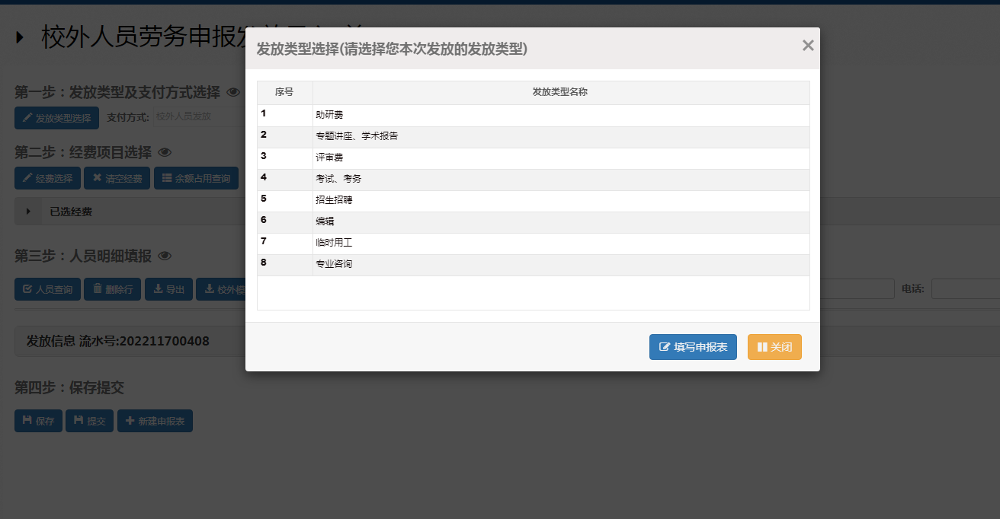 校外人员劳务申报发
发放类型选择(请选择您本次发放的发放类型)
序号 发放类型名称
1 助研费
2 专题讲座、学术报告
3 评审费
4 考试、考务
5 招生招聘
6 编辑
7 临时用工
8 专业咨询
填写申报表 关闭
第一步：发放类型及支付方式选择
发放类型选择 支付方式: 校外人员发放
第二步：经费项目选择
经费选择 清空经费 余额占用查询
已选经费
第三步：人员明细填报
人员查询 删除行 导出 校外模 电话:
发放信息 流水号:202211700408
第四步：保存提交
保存 提交 新建申报表